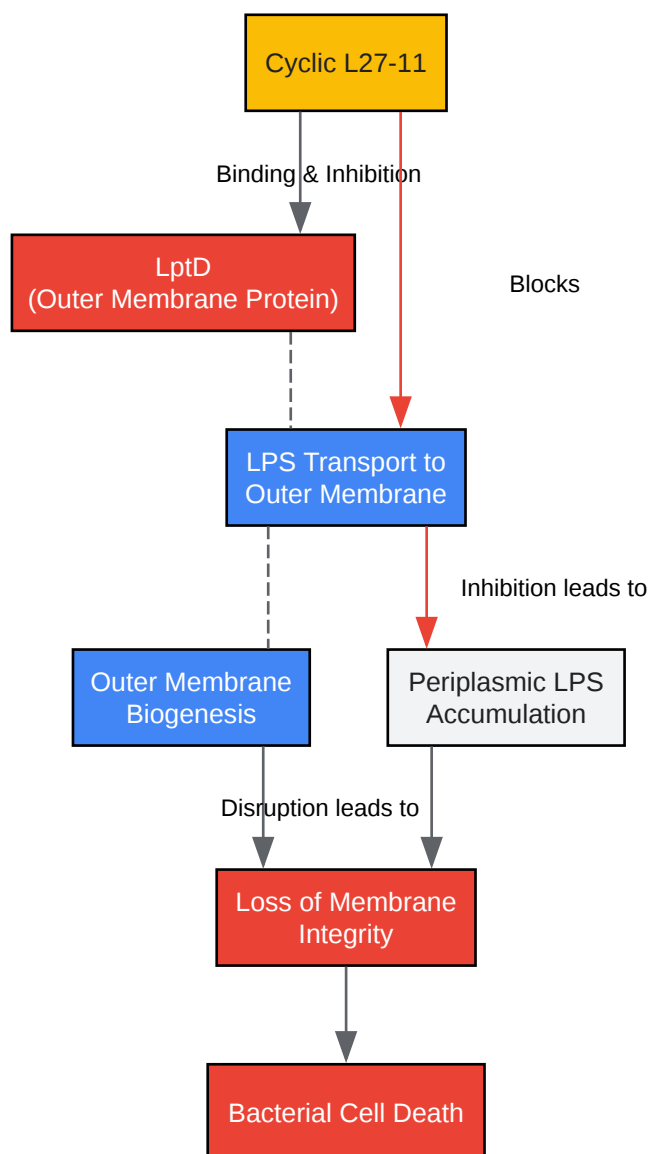 Cyclic L27-11
Binding & Inhibition
LptD
(Outer Membrane Protein)
Blocks
LPS Transport to
Outer Membrane
Inhibition leads to
Outer Membrane
Biogenesis
Periplasmic LPS
Accumulation
Disruption leads to
Loss of Membrane
Integrity
Bacterial Cell Death